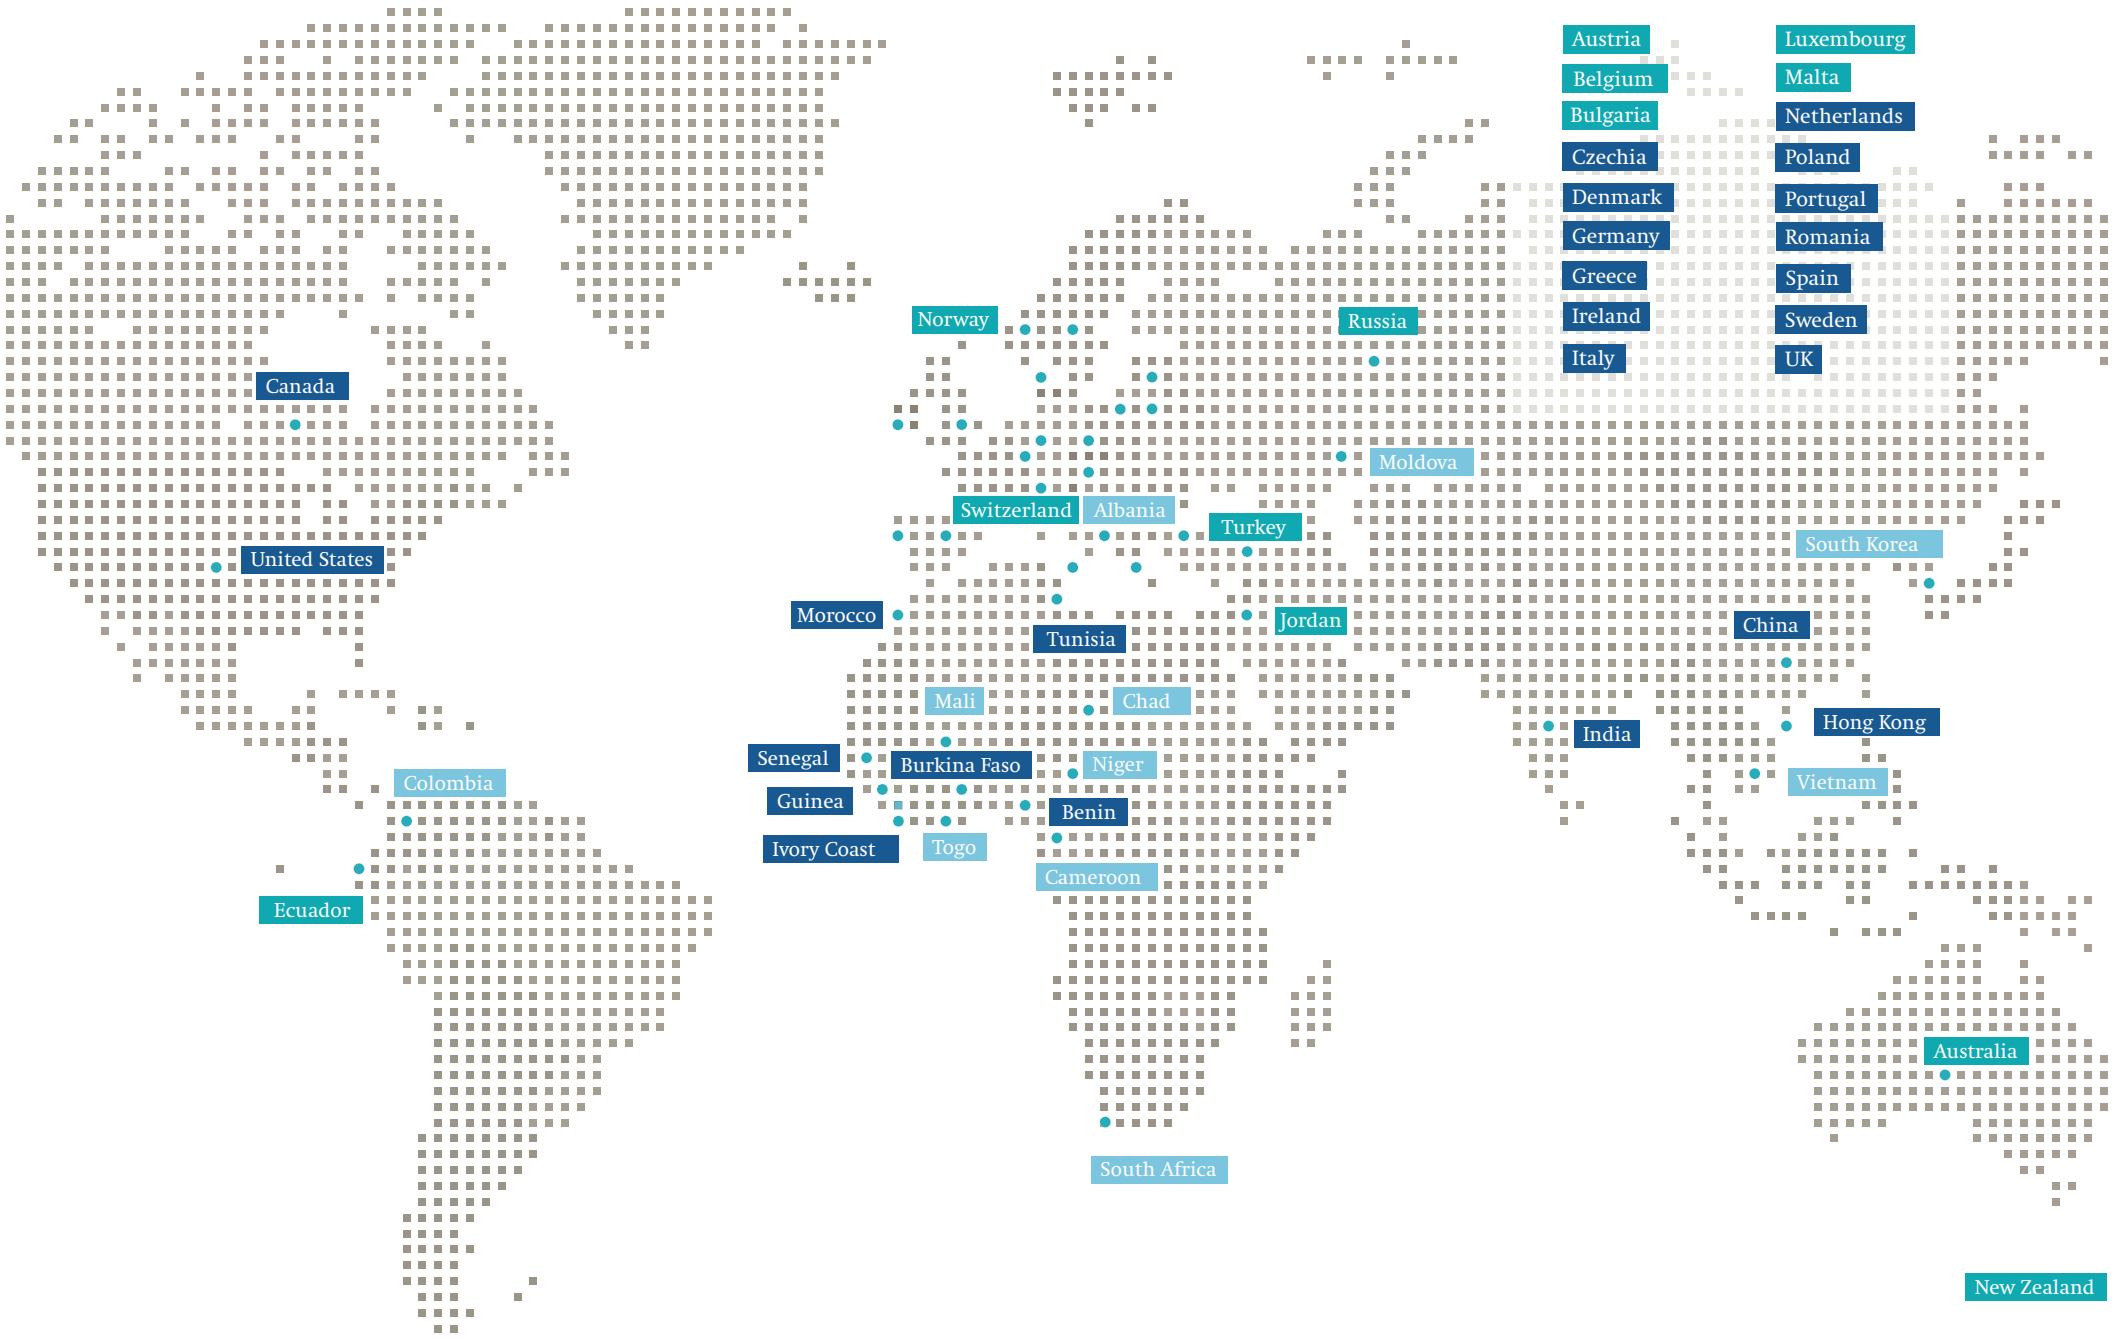 Austria
Belgium
Bulgaria
Czechia
Denmark
Germany
Greece
Ireland
Italy
Luxembourg
Malta
Netherlands
Poland
Portugal
Romania
Spain
Sweden
UK
Norway
Russia
Canada
Moldova
Switzerland
Albania
Turkey
South Korea
United States
Morocco
Jordan
Tunisia
China
Mali
Chad
Hong Kong
India
Senegal
Burkina Faso
Niger
Colombia
Vietnam
Guinea
Benin
Ivory Coast
Togo
Cameroon
Ecuador
Australia
South Africa
New Zealand